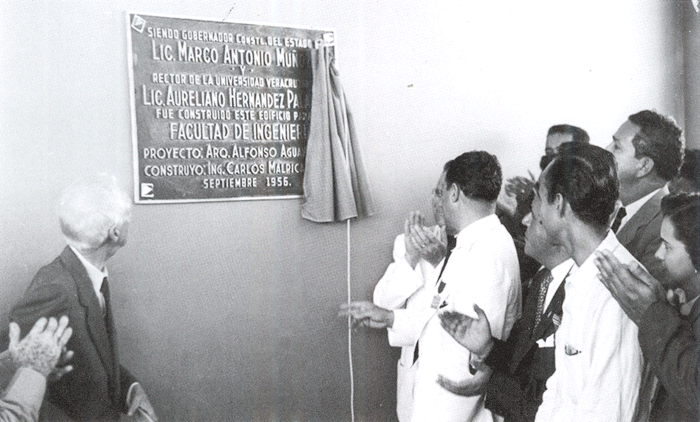 SIENDO GOBERNADOR CONSTL. DEL ESTADO
LIC. MARCO ANTONIO
Y
RECTOR DE LA UNIVERSIDAD
LIC. AURELIANO HERNANDEZ
FUE CONSTRUIDO ESTE EDIFICIO
FACULTAD DE
PROYECTO: ARQ. ALFONSO
CONSTRUYO: ING. CARLOS
SEPTIEMBRE 1956.